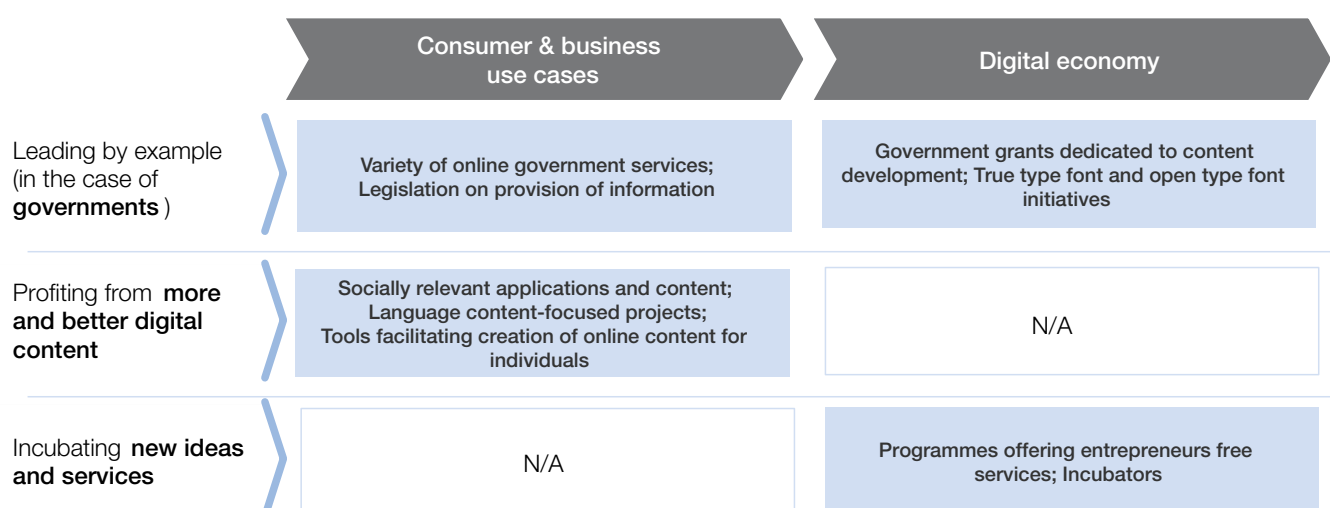 Consumer & business
use cases
Digital economy
Leading by example
(in the case of
governments )
Variety of online government services;
Legislation on provision of information
Government grants dedicated to content
development; True type font and open type font
initiatives
Profiting from more
and better digital
content
Socially relevant applications and content;
Language content-focused projects;
Tools facilitating creation of online content for
individuals
N/A
Incubating new ideas
and services
N/A
Programmes offering entrepreneurs free
services; Incubators